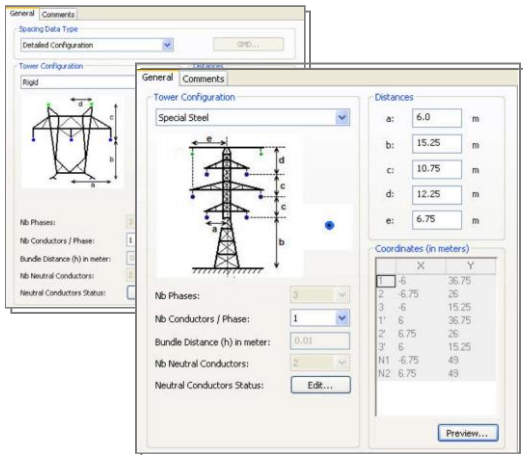 General Comments
Spacing Data Type
Detailed Configuration
GMD...
Tower Configuration
Distances
Rigid
d
c
b
a
Nb Phases: 3
Nb Conductors / Phase: 1
Bundle Distance (h) in meter: 0
Nb Neutral Conductors: 2
Neutral Conductors Status:
General Comments
Tower Configuration
Special Steel
e
d
c
c
a
b
Nb Phases: 3
Nb Conductors / Phase: 1
Bundle Distance (h) in meter: 0.01
Nb Neutral Conductors: 2
Neutral Conductors Status: Edit...
Distances
a: 6.0 m
b: 15.25 m
c: 10.75 m
d: 12.25 m
e: 6.75 m
Coordinates (in meters)
X Y
1 -6 36.75
2 -6.75 26
3 -6 15.25
1' 6 36.75
2' 6.75 26
3' 6 15.25
N1 -6.75 49
N2 6.75 49
Preview...